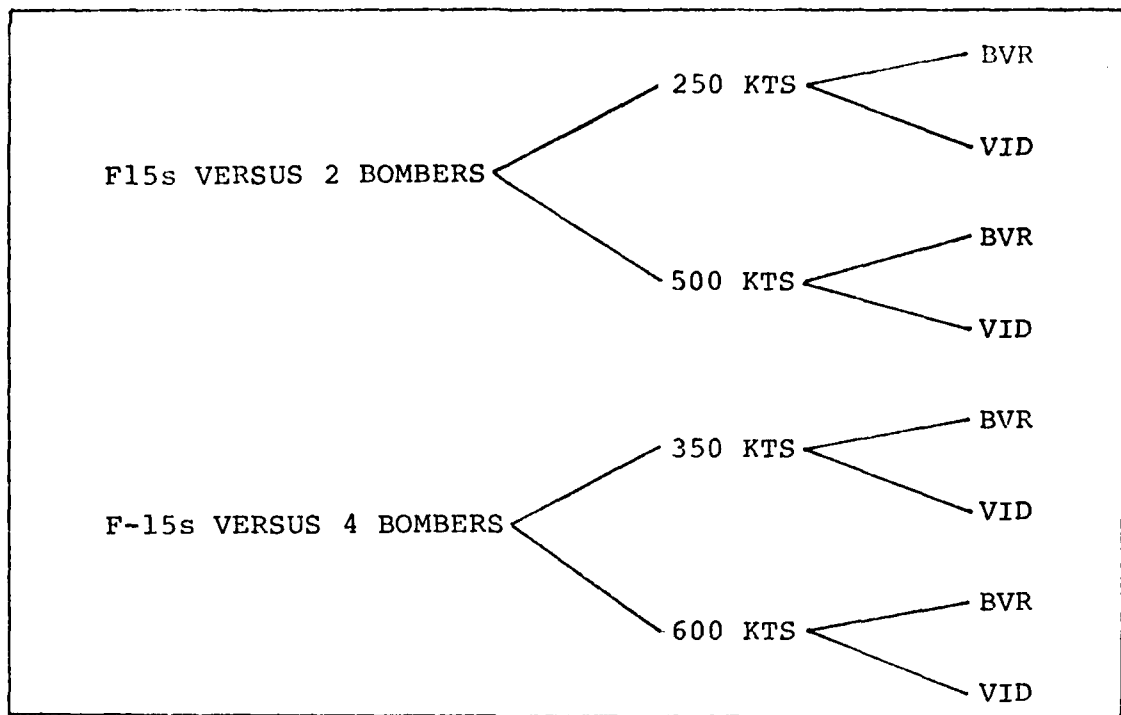 BVR
250 KTS
VID
F15s VERSUS 2 BOMBERS
BVR
500 KTS
VID
BVR
350 KTS
VID
F-15s VERSUS 4 BOMBERS
BVR
600 KTS
VID